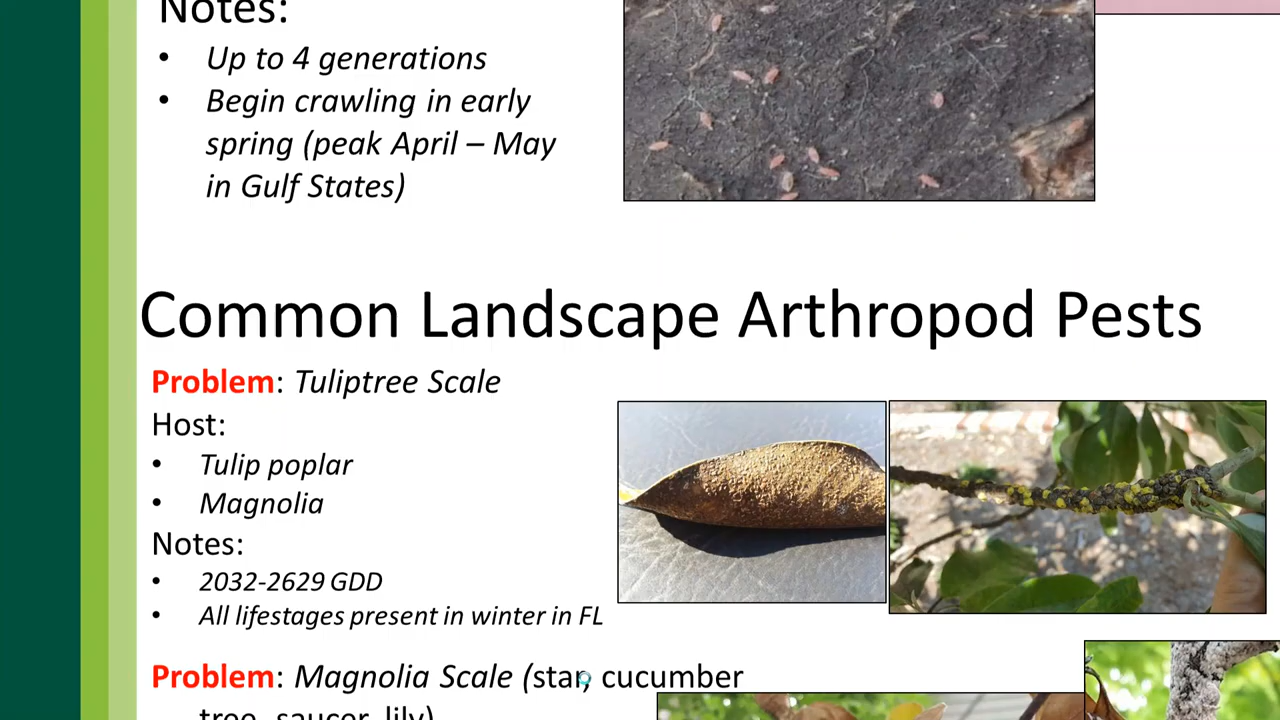 Notes:
• Up to 4 generations
• Begin crawling in early
spring (peak April – May
in Gulf States)
Common Landscape Arthropod Pests
Problem: Tuliptree Scale
Host:
• Tulip poplar
• Magnolia
Notes:
• 2032-2629 GDD
• All lifestages present in winter in FL
Problem: Magnolia Scale (star, cucumber
tree, saucer, lily)